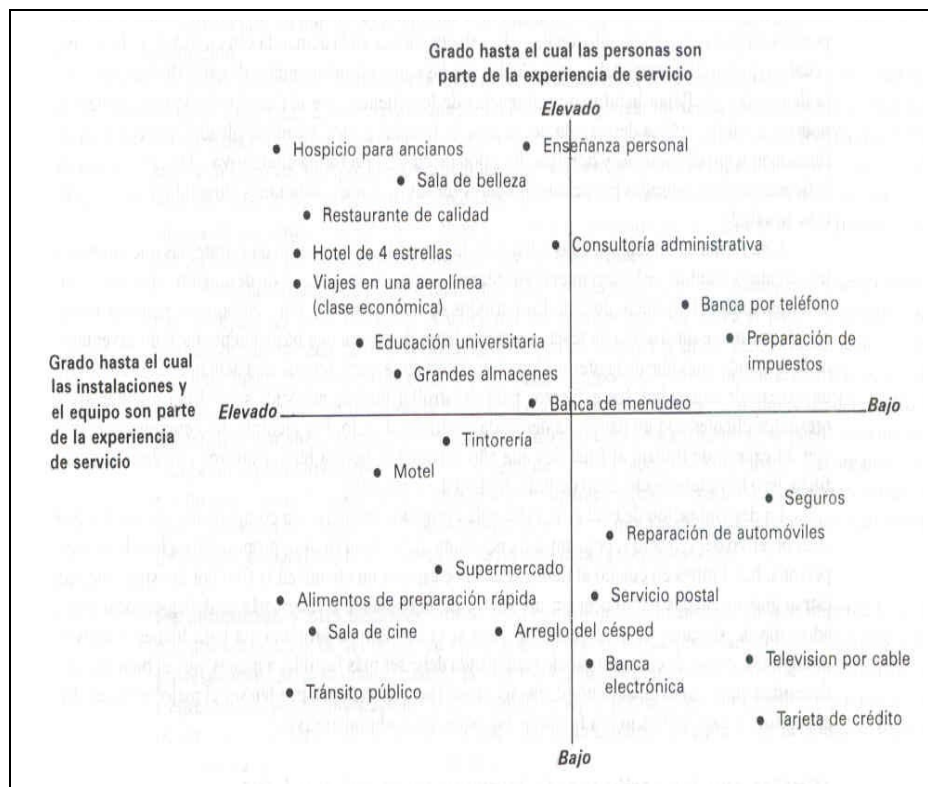 Grado hasta el cual las personas son
parte de la experiencia de servicio
Elevado
Hospicio para ancianos
Enseñanza personal
Sala de belleza
Restaurante de calidad
Consultoría administrativa
Hotel de 4 estrellas
Viajes en una aerolínea
(clase económica)
Banca por teléfono
Educación universitaria
Preparación de
impuestos
Grado hasta el cual
las instalaciones y
el equipo son parte
de la experiencia
de servicio
Grandes almacenes
Elevado
Banca de menudeo
Bajo
Tintorería
Motel
Seguros
Reparación de automóviles
Supermercado
Servicio postal
Alimentos de preparación rápida
Sala de cine
Arreglo del césped
Banca
electrónica
Television por cable
Tránsito público
Tarjeta de crédito
Bajo